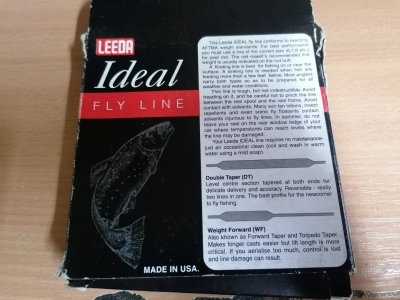 LEEDA
Ideal
FLY LINE
MADE IN USA.
This Leeda IDEAL fly line conforms to exacting
AFTMA weight standards. For best performance
you must use a line of the correct size (6,7,8 etc.)
for your rod. The rod maker's recommended line
weight is usually indicated on the rod butt.
A floating line is best for fishing on or near the
surface. A sinking line is needed when fish are
feeding more than a few feet below. Most anglers
carry both types so as to be prepared for all
weather and water conditions.
This line is tough, but not indestructible. Avoid
treading on it, and be careful not to pinch the line
between the reel spool and the reel frame. Avoid
contact with solvents. Many sun tan lotions, insect
repellents and even some fly floatants contain
solvents injurious to fly lines. In summer, do not
leave your reel on the rear window ledge of your
car where temperatures can reach levels where
the line may be damaged.
Your Leeda IDEAL line requires no maintenance-
just an occasional clean (coil and wash in warm
water using a mild soap).
Double Taper (DT)
Level centre section tapered at both ends for
delicate delivery and accuracy. Reversible - really
two lines in one. The best profile for the newcomer
to fly fishing.
Weight Forward (WF)
Also known as Forward Taper and Torpedo Taper.
Makes longer casts easier but lift length is more
critical. If you aerialise too much, control is lost
and line damage can result.